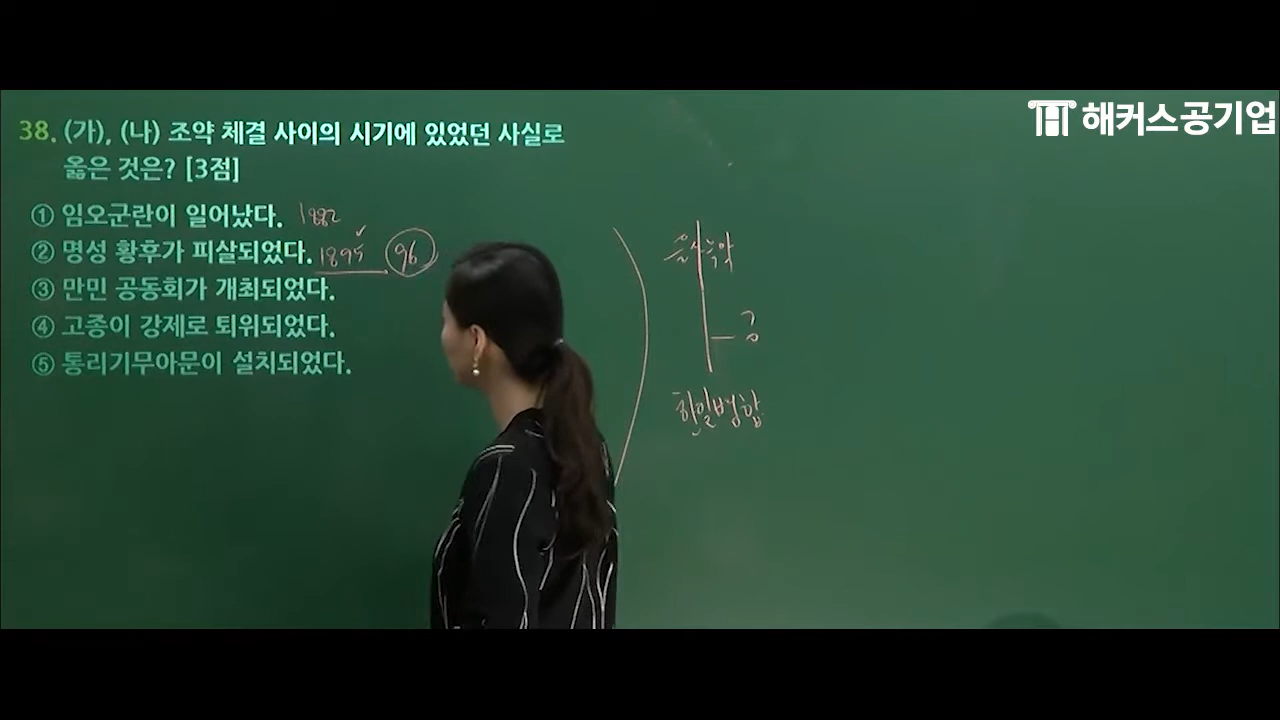 해커스공기업
38. (가), (나) 조약 체결 사이의 시기에 있었던 사실로
옳은 것은? [3점]
① 임오군란이 일어났다. 1882
② 명성 황후가 피살되었다. 1895 96
③ 만민 공동회가 개최되었다.
④ 고종이 강제로 퇴위되었다.
⑤ 통리기무아문이 설치되었다.
을사늑약
한일병합